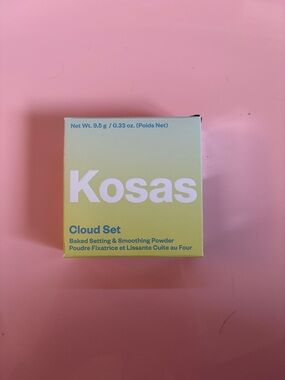 Net Wt. 9.5 g / 0.33 oz. (Poids Net)
Kosas
Cloud Set
Baked Setting & Smoothing Powder
Poudre Fixatrice et Lissante Cuite au Four